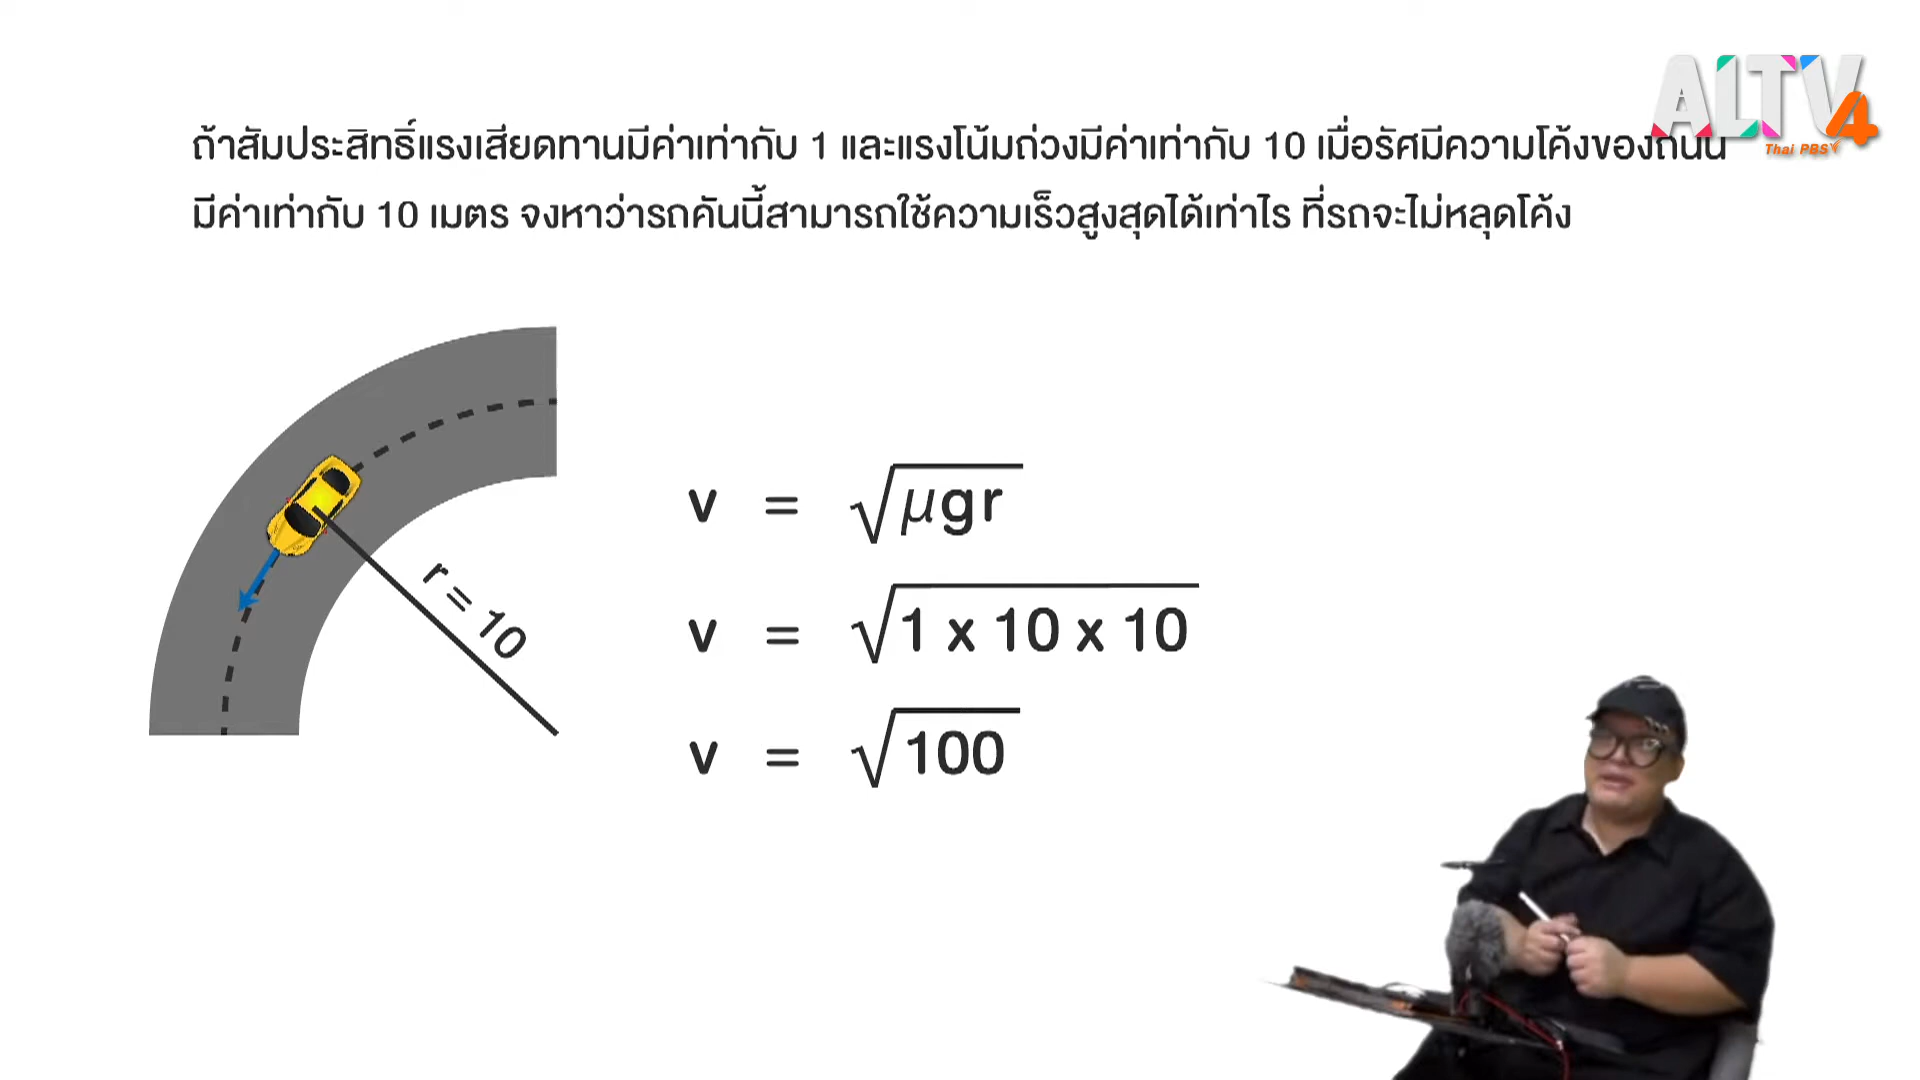 ALTV4
Thai PBS
ถ้าสัมประสิทธิ์แรงเสียดทานมีค่าเท่ากับ 1 และแรงโน้มถ่วงมีค่าเท่ากับ 10 เมื่อรัศมีความโค้งของถนน
มีค่าเท่ากับ 10 เมตร จงหาว่ารถคันนี้สามารถใช้ความเร็วสูงสุดได้เท่าไร ที่รถจะไม่หลุดโค้ง
r = 10
v = √μgr
v = √1 x 10 x 10
v = √100